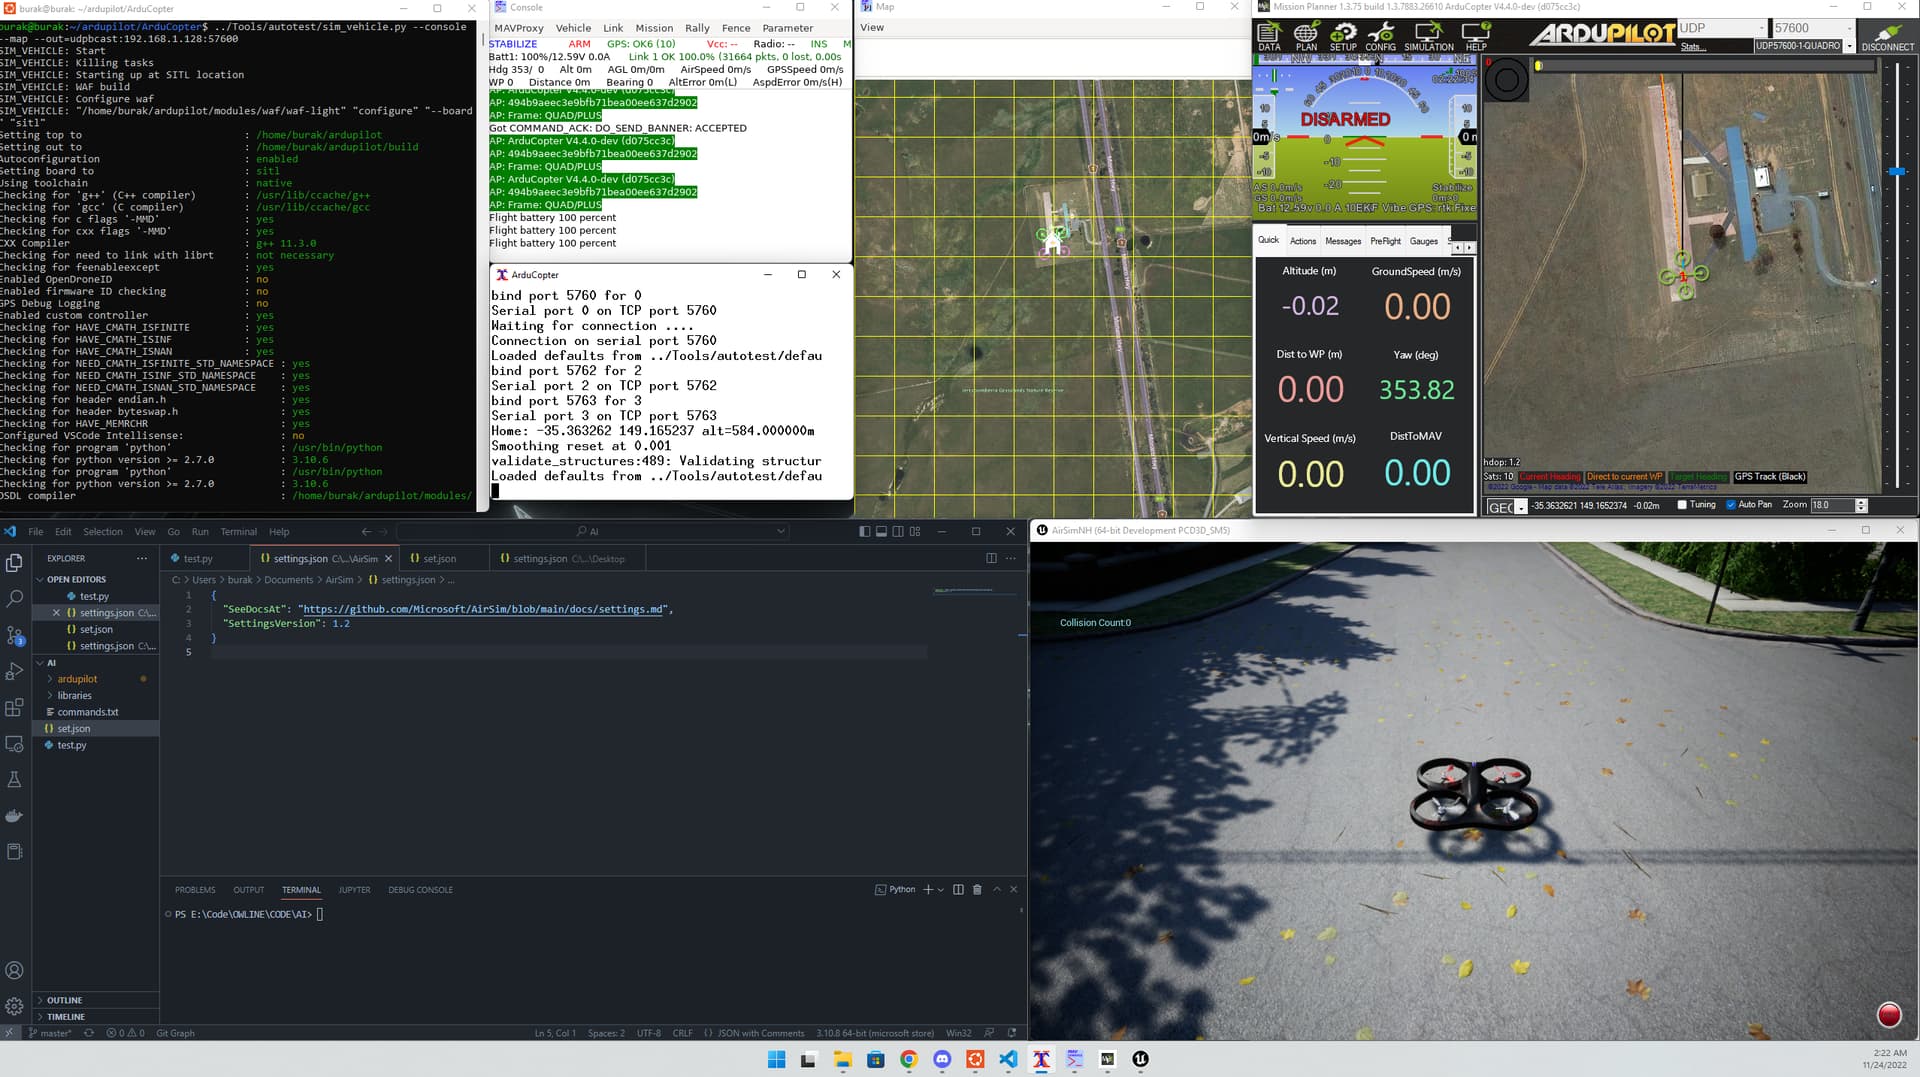 burak@burak: ~/ardupilot/ArduCopter
burak@burak:~/ardupilot/ArduCopter$ ../Tools/autotest/sim_vehicle.py --console
--map --out=udpbcast:192.168.1.128:57600
SIM_VEHICLE: Start
SIM_VEHICLE: Killing tasks
SIM_VEHICLE: Starting up at SITL location
SIM_VEHICLE: WAF build
SIM_VEHICLE: Configure waf
SIM_VEHICLE: "/home/burak/ardupilot/modules/waf/waf-light" "configure" "--board
" "sitl"
Setting top to : /home/burak/ardupilot
Setting out to : /home/burak/ardupilot/build
Autoconfiguration : enabled
Setting board to : sitl
Using toolchain : native
Checking for 'g++' (C++ compiler) : /usr/lib/ccache/g++
Checking for 'gcc' (C compiler) : /usr/lib/ccache/gcc
Checking for c flags '-MMD' : yes
Checking for cxx flags '-MMD' : yes
CXX Compiler : g++ 11.3.0
Checking for need to link with librt : not necessary
Checking for feenableexcept : yes
Enabled OpenDroneID : no
Enabled firmware ID checking : no
GPS Debug Logging : no
Enabled custom controller : yes
Checking for HAVE_CMATH_ISFINITE : yes
Checking for HAVE_CMATH_ISINF : yes
Checking for HAVE_CMATH_ISNAN : yes
Checking for NEED_CMATH_ISFINITE_STD_NAMESPACE : yes
Checking for NEED_CMATH_ISINF_STD_NAMESPACE : yes
Checking for NEED_CMATH_ISNAN_STD_NAMESPACE : yes
Checking for header endian.h : yes
Checking for header byteswap.h : yes
Checking for HAVE_MEMRCHR : yes
Configured VSCode Intellisense: : no
Checking for program 'python' : /usr/bin/python
Checking for python version >= 2.7.0 : 3.10.6
Checking for program 'python' : /usr/bin/python
Checking for python version >= 2.7.0 : 3.10.6
DSDL compiler : /home/burak/ardupilot/modules/
Console
MAVProxy Vehicle Link Mission Rally Fence Parameter
STABILIZE ARM GPS: OK6 (10) Vcc: -- Radio: -- INS M
Batt1: 100%/12.59V 0.0A Link 1 OK 100.0% (31664 pkts, 0 lost, 0.00s
Hdg 353/ 0 Alt 0m AGL 0m/0m AirSpeed 0m/s GPSSpeed 0m/s
WP 0 Distance 0m Bearing 0 AltError 0m(L) AspdError 0m/s(H)
AP: ArduCopter V4.4.0-dev (d075cc3c)
AP: 494b9aeec3e9bfb71bea00ee637d2902
AP: Frame: QUAD/PLUS
Got COMMAND_ACK: DO_SEND_BANNER: ACCEPTED
AP: ArduCopter V4.4.0-dev (d075cc3c)
AP: 494b9aeec3e9bfb71bea00ee637d2902
AP: Frame: QUAD/PLUS
AP: ArduCopter V4.4.0-dev (d075cc3c)
AP: 494b9aeec3e9bfb71bea00ee637d2902
AP: Frame: QUAD/PLUS
Flight battery 100 percent
Flight battery 100 percent
Flight battery 100 percent
ArduCopter
bind port 5760 for 0
Serial port 0 on TCP port 5760
Waiting for connection ....
Connection on serial port 5760
Loaded defaults from ../Tools/autotest/defau
bind port 5762 for 2
Serial port 2 on TCP port 5762
bind port 5763 for 3
Serial port 3 on TCP port 5763
Home: -35.363262 149.165237 alt=584.000000m
Smoothing reset at 0.001
validate_structures:489: Validating structur
Loaded defaults from ../Tools/autotest/defau
Map
View
Mission Planner 1.3.75 build 1.3.7883.26610 ArduCopter V4.4.0-dev (d075cc3c)
DATA PLAN SETUP CONFIG SIMULATION HELP
ARDUPILOT
UDP 57600
Stats...
UDP57600-1-QUADRO
DISCONNECT
DISARMED
0m/s
AS 0.0m/s
GS 0.0m/s
Stabilize
0m>0
Bat 12.59v 0.0 A 10EKF Vibe GPS: rtk Fixe
Quick Actions Messages PreFlight Gauges
Altitude (m) GroundSpeed (m/s)
-0.02 0.00
Dist to WP (m) Yaw (deg)
0.00 353.82
Vertical Speed (m/s) DistToMAV
0.00 0.00
hdop: 1.2
Sats: 10 Current Heading Direct to current WP Target Heading GPS Track (Black)
GEO -35.3632621 149.1652374 -0.02m Tuning Auto Pan Zoom 18.0
File Edit Selection View Go Run Terminal Help
AI
EXPLORER
OPEN EDITORS
test.py
settings.json C:\...
set.json
settings.json C:\...
AI
ardupilot
libraries
commands.txt
set.json
test.py
OUTLINE
TIMELINE
test.py settings.json C:\...\AirSim set.json settings.json C:\...\Desktop
C: > Users > burak > Documents > AirSim > settings.json > ...
1 {
2 "SeeDocsAt": "https://github.com/Microsoft/AirSim/blob/main/docs/settings.md",
3 "SettingsVersion": 1.2
4 }
5
PROBLEMS OUTPUT TERMINAL JUPYTER DEBUG CONSOLE
Python
PS E:\Code\OWLINE\CODE\AI>
master* 0 0 Git Graph
Ln 5, Col 1 Spaces: 2 UTF-8 CRLF JSON with Comments 3.10.8 64-bit (microsoft store) Win32
AirSimNH (64-bit Development PCD3D_SM5)
Collision Count:0
2:22 AM
11/24/2022